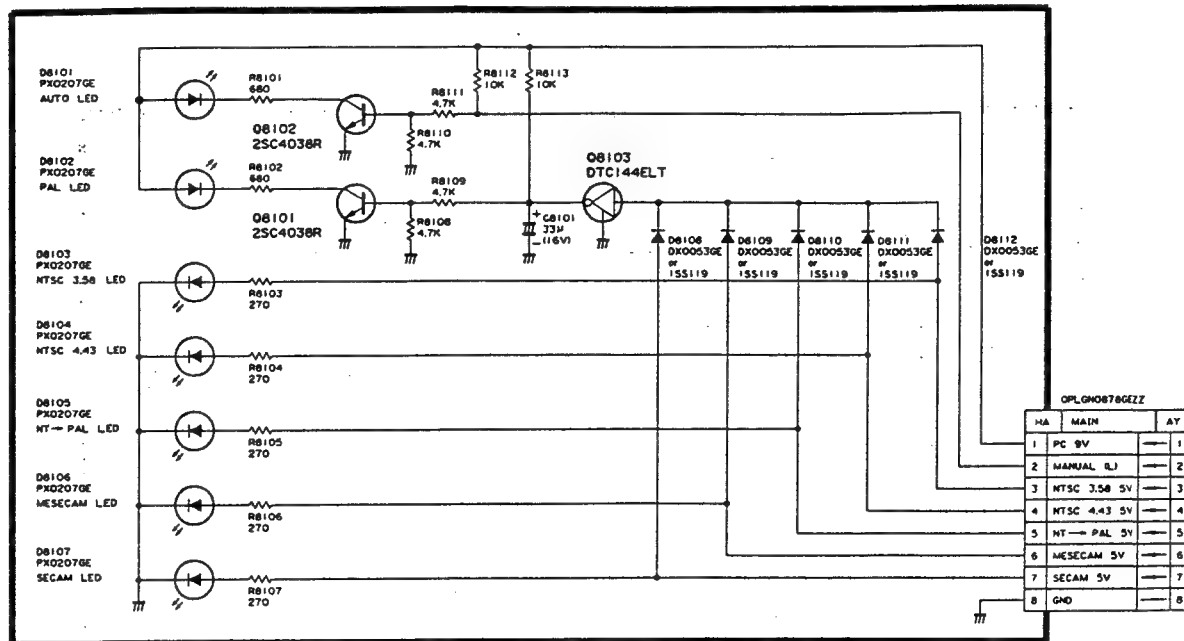 D8101
PX0207GE
AUTO LED
R8101
680
Q8102
2SC4038R
R8111
4.7K
R8110
4.7K
R8112
10K
R8113
10K
D8102
PX0207GE
PAL LED
R8102
680
Q8101
2SC4038R
R8109
4.7K
R8108
4.7K
+
C8101
33µ
(16V)
−
Q8103
DTC144ELT
D8108
DX0053GE
or
1SS119
D8109
DX0053GE
or
1SS119
D8110
DX0053GE
or
1SS119
D8111
DX0053GE
or
1SS119
D8112
DX0053GE
or
1SS119
D8103
PX0207GE
NTSC 3.58 LED
R8103
270
D8104
PX0207GE
NTSC 4.43 LED
R8104
270
D8105
PX0207GE
NT→PAL LED
R8105
270
D8106
PX0207GE
MESECAM LED
R8106
270
D8107
PX0207GE
SECAM LED
R8107
270
QPLGN0878GEZZ
MA MAIN AY
1 PC 9V ← 1
2 MANUAL (L) ← 2
3 NTSC 3.58 5V ← 3
4 NTSC 4.43 5V ← 4
5 NT→PAL 5V ← 5
6 MESECAM 5V ← 6
7 SECAM 5V ← 7
8 GND — 8